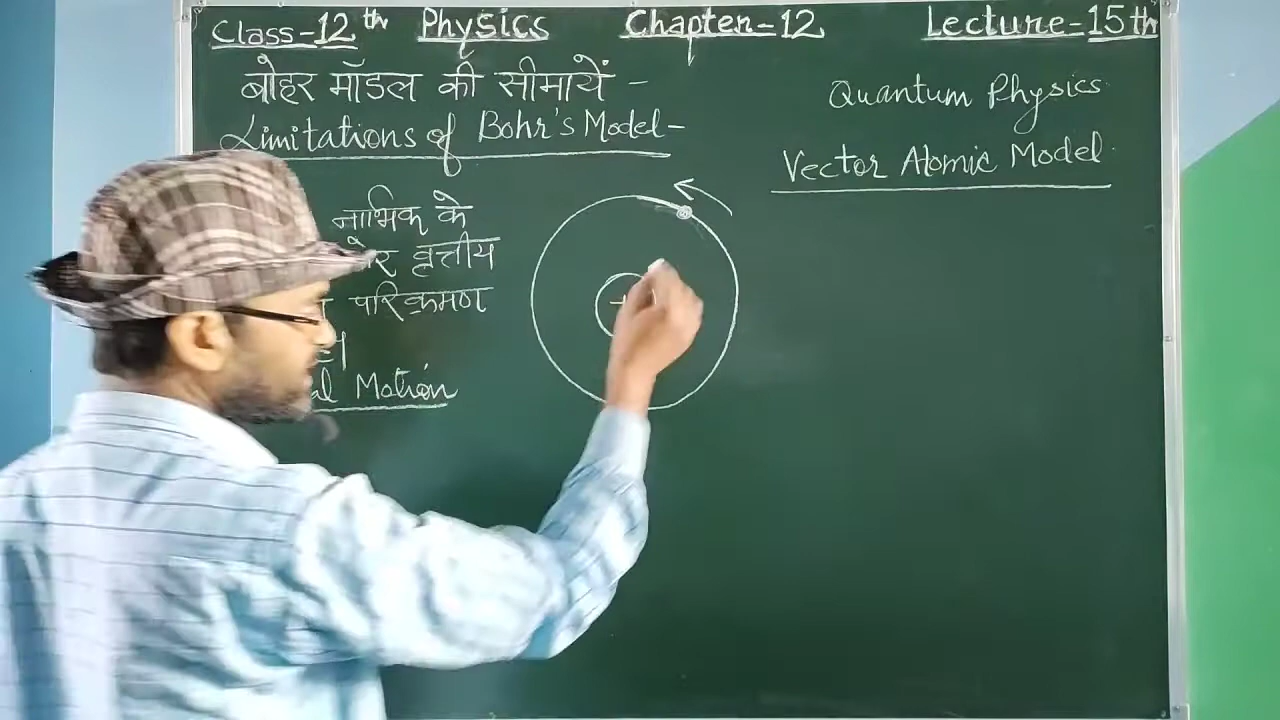 Class-12th Physics Chapter-12 Lecture-15th
बोहर मॉडल की सीमायें -
Limitations of Bohr's Model-
Quantum Physics
Vector Atomic Model
नाभिक के
वृत्तीय
परिक्रमण
Motion
+